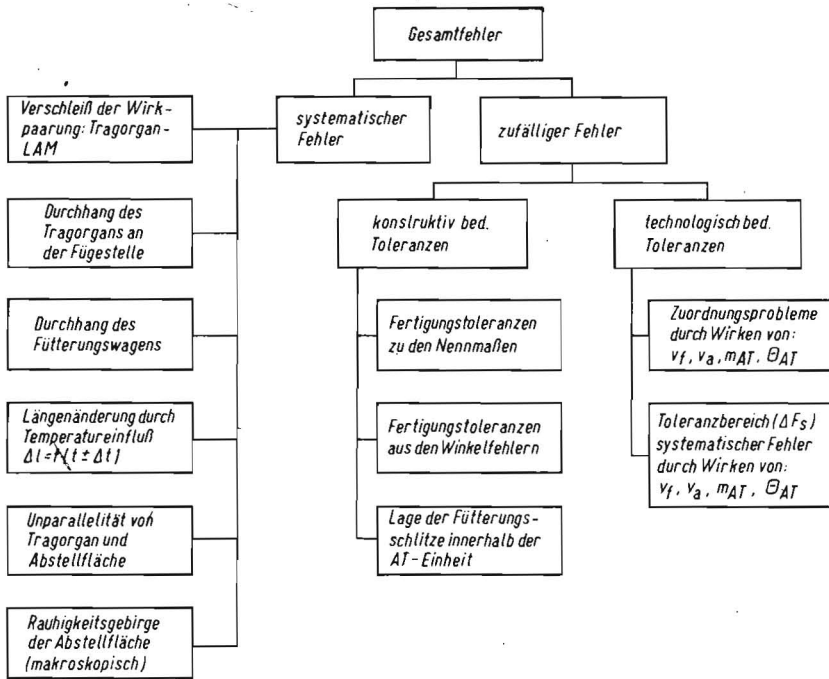 Gesamtfehler
systematischer
Fehler
zufälliger Fehler
Verschleiß der Wirk-
paarung: Tragorgan-
LAM
Durchhang des
Tragorgans an
der Fügestelle
Durchhang des
Fütterungswagens
Längenänderung durch
Temperatureinfluß
Δl = f(t ± Δt)
Unparallelität von
Tragorgan und
Abstellfläche
Rauhigkeitsgebirge
der Abstellfläche
(makroskopisch)
konstruktiv bed.
Toleranzen
Fertigungstoleranzen
zu den Nennmaßen
Fertigungstoleranzen
aus den Winkelfehlern
Lage der Fütterungs-
schlitze innerhalb der
AT-Einheit
technologisch bed.
Toleranzen
Zuordnungsprobleme
durch Wirken von:
vf, va, mAT, ΘAT
Toleranzbereich (ΔFs)
systematischer Fehler
durch Wirken von:
vf, va, mAT, ΘAT